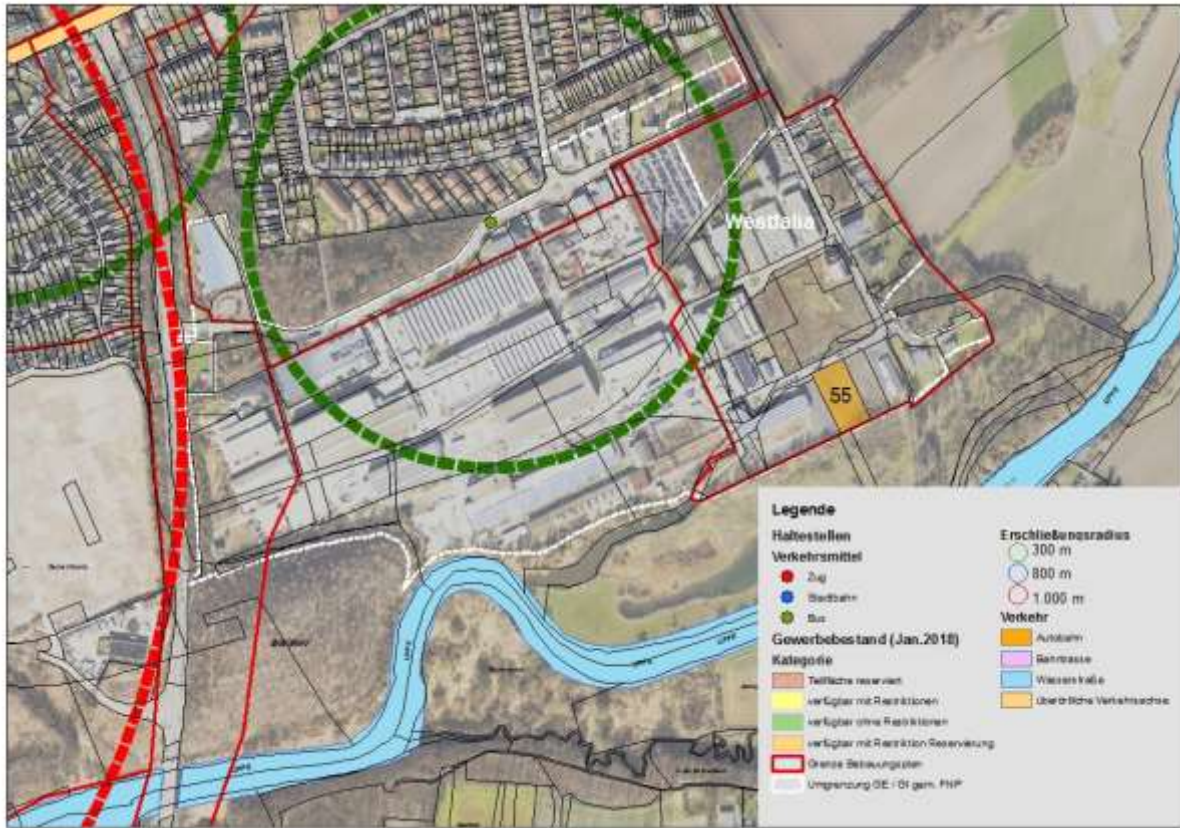 Westfalia
55
Legende
Haltestellen
Verkehrsmittel
Zug
Stadtbahn
Bus
Gewerbebestand (Jan.2018)
Kategorie
Teilfläche reserviert
verfügbar mit Restriktionen
verfügbar ohne Restriktionen
verfügbar mit Restriktion Reservierung
Grenze Bebauungsplan
Umgrenzung GE / GI gem. FNP
Erschließungsradius
300 m
800 m
1.000 m
Verkehr
Autobahn
Bahntrasse
Wasserstraße
überörtliche Verkehrsachse